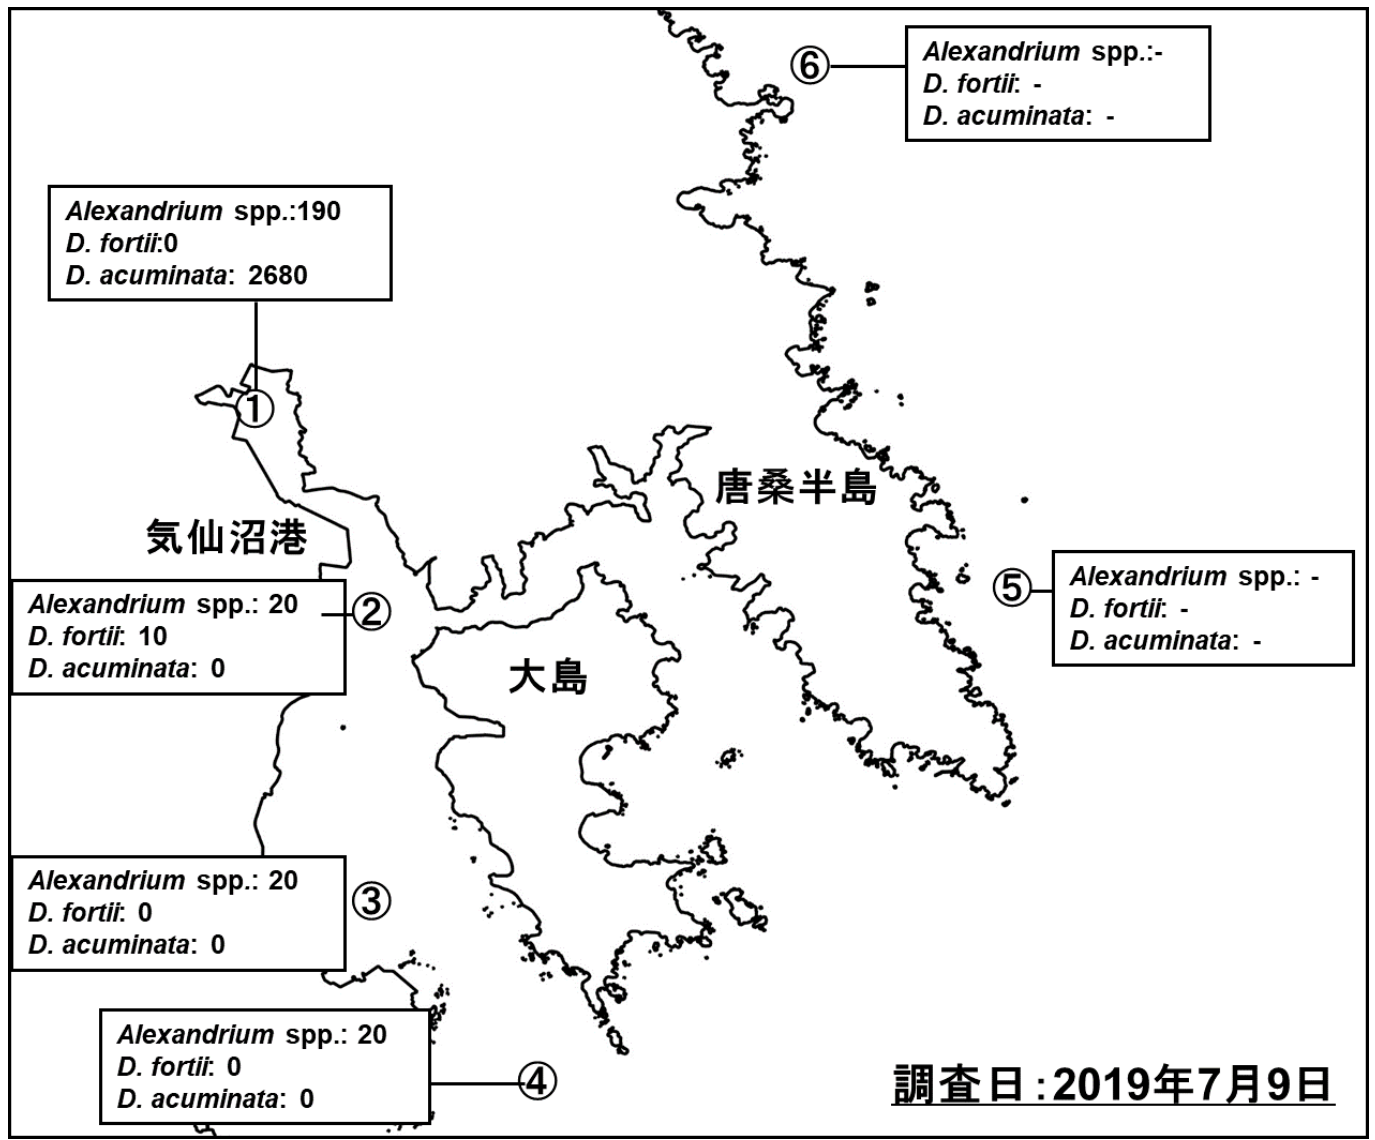 ⑥
Alexandrium spp.:-
D. fortii: -
D. acuminata: -
Alexandrium spp.:190
D. fortii:0
D. acuminata: 2680
①
唐桑半島
気仙沼港
⑤
Alexandrium spp.: -
D. fortii: -
D. acuminata: -
Alexandrium spp.: 20
D. fortii: 10
D. acuminata: 0
②
大島
Alexandrium spp.: 20
D. fortii: 0
D. acuminata: 0
③
Alexandrium spp.: 20
D. fortii: 0
D. acuminata: 0
④
調査日:2019年7月9日